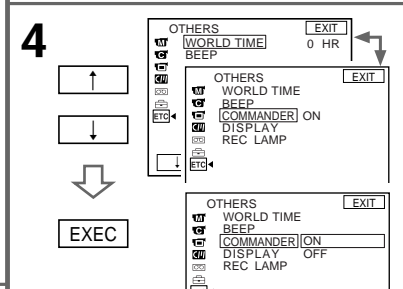 4
↑
↓
EXEC
OTHERS EXIT
WORLD TIME 0 HR
BEEP
ETC
↓
OTHERS EXIT
WORLD TIME
BEEP
COMMANDER ON
DISPLAY
REC LAMP
ETC
OTHERS EXIT
WORLD TIME
BEEP
COMMANDER ON
DISPLAY OFF
REC LAMP